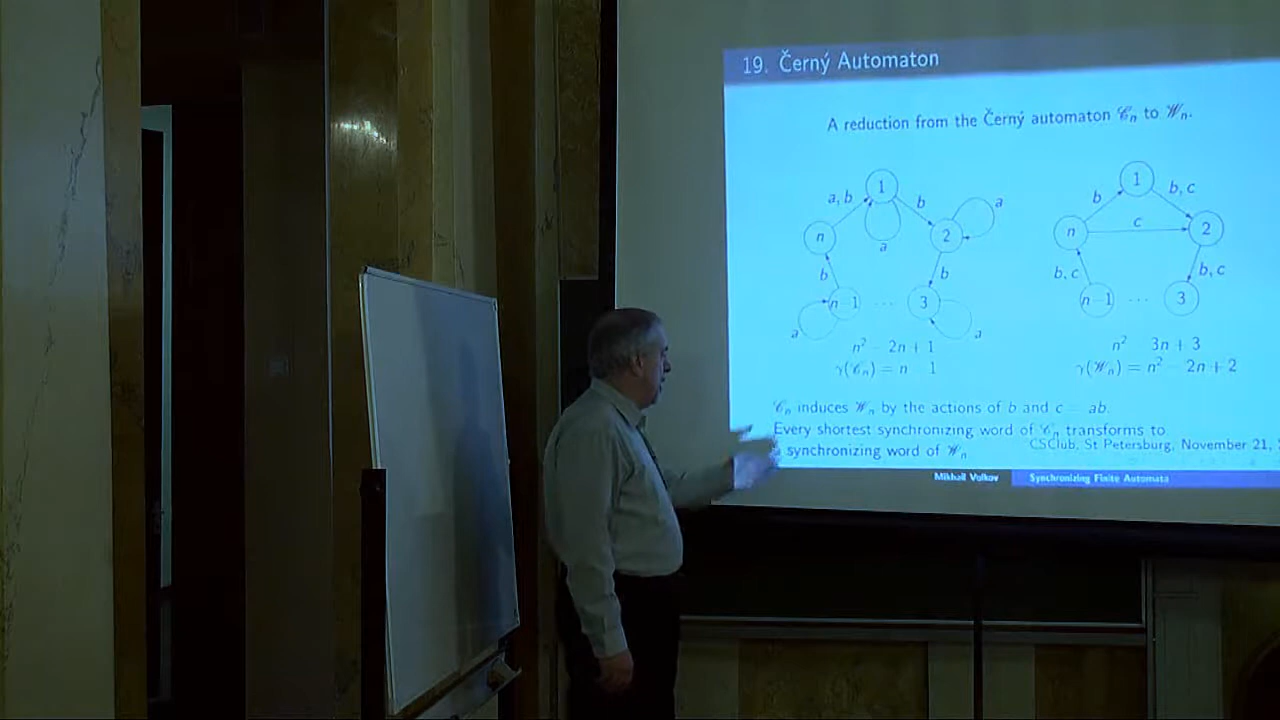 19. Černý Automaton
A reduction from the Černý automaton 𝒞n to 𝒲n.
a, b
1
b
a
n
2
a
b
b
n−1
...
3
a
a
n² − 2n + 1
γ(𝒞n) = n − 1
b
1
b, c
n
c
2
b, c
b, c
n−1
...
3
n² − 3n + 3
γ(𝒲n) = n² − 2n + 2
𝒞n induces 𝒲n by the actions of b and c = ab.
Every shortest synchronizing word of 𝒞n transforms to
synchronizing word of 𝒲n
CSClub, St Petersburg, November 21,
Mikhail Volkov
Synchronizing Finite Automata